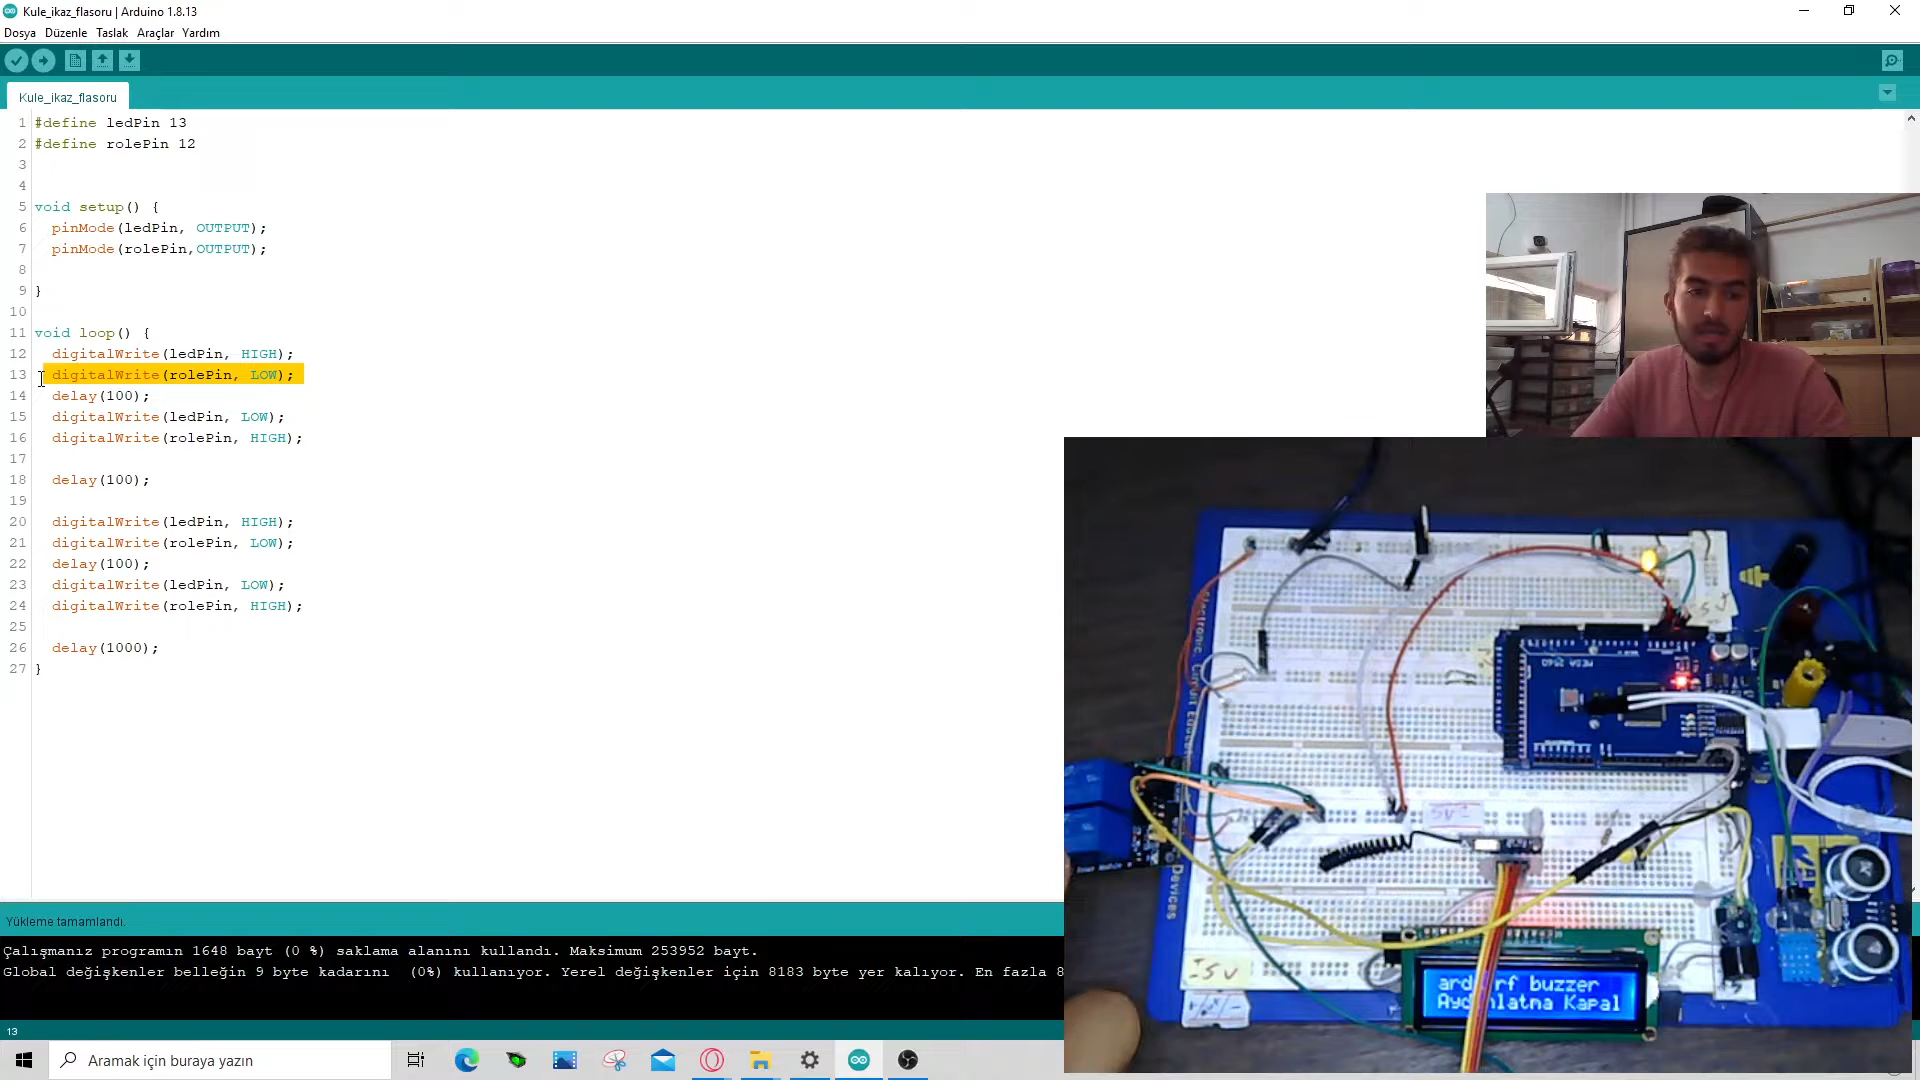 Kule_ikaz_flasoru | Arduino 1.8.13
Dosya Düzenle Taslak Araçlar Yardım
Kule_ikaz_flasoru
1 #define ledPin 13
2 #define rolePin 12
3
4
5 void setup() {
6 pinMode(ledPin, OUTPUT);
7 pinMode(rolePin,OUTPUT);
8
9 }
10
11 void loop() {
12 digitalWrite(ledPin, HIGH);
13 digitalWrite(rolePin, LOW);
14 delay(100);
15 digitalWrite(ledPin, LOW);
16 digitalWrite(rolePin, HIGH);
17
18 delay(100);
19
20 digitalWrite(ledPin, HIGH);
21 digitalWrite(rolePin, LOW);
22 delay(100);
23 digitalWrite(ledPin, LOW);
24 digitalWrite(rolePin, HIGH);
25
26 delay(1000);
27 }
Yükleme tamamlandı.
Çalışmanız programın 1648 bayt (0 %) saklama alanını kullandı. Maksimum 253952 bayt.
Global değişkenler belleğin 9 byte kadarını (0%) kullanıyor. Yerel değişkenler için 8183 byte yer kalıyor. En fazla 8
13
Devices
MEGA 2560
rf buzzer
Kapal
Aramak için buraya yazın